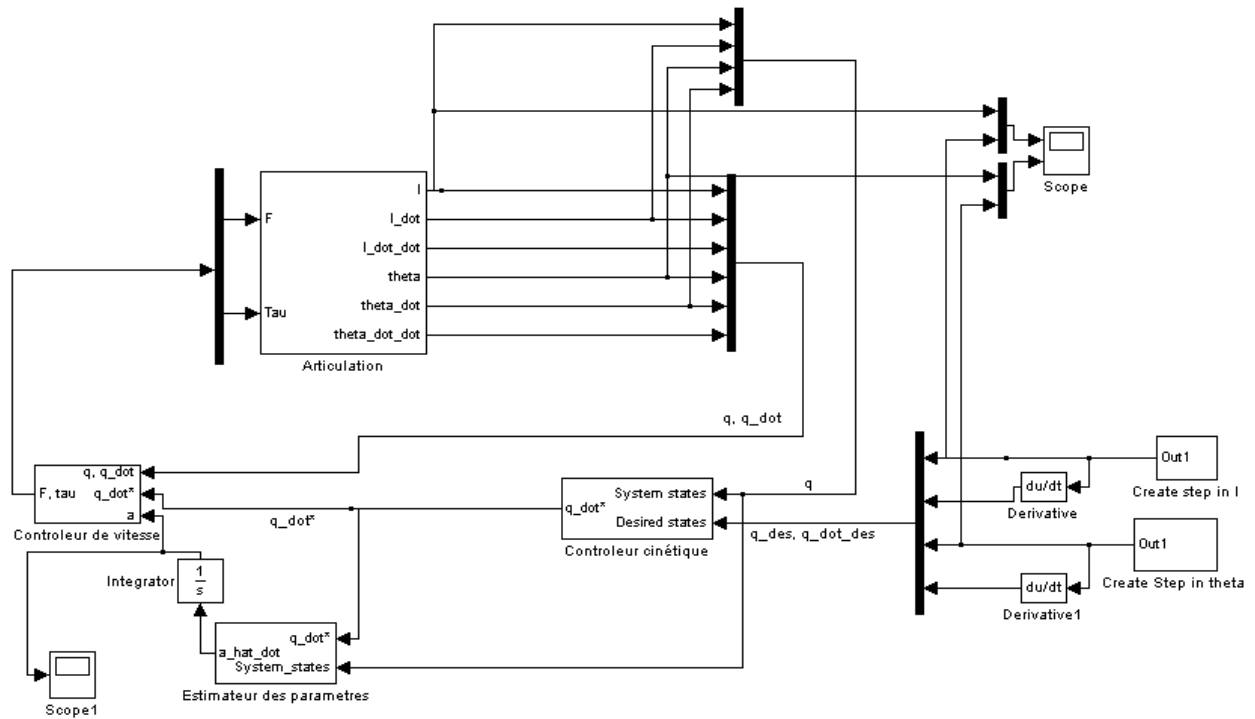 Scope
F
Tau
l
l_dot
l_dot_dot
theta
theta_dot
theta_dot_dot
Articulation
q, q_dot
q, q_dot
F, tau
q_dot*
a
Controleur de vitesse
q_dot*
System states
q_dot*
Desired states
Controleur cinétique
q
q_des, q_dot_des
Out1
Create step in l
du/dt
Derivative
Out1
Create Step in theta
du/dt
Derivative1
Integrator
1
s
q_dot*
a_hat_dot
System_states
Estimateur des parametres
Scope1